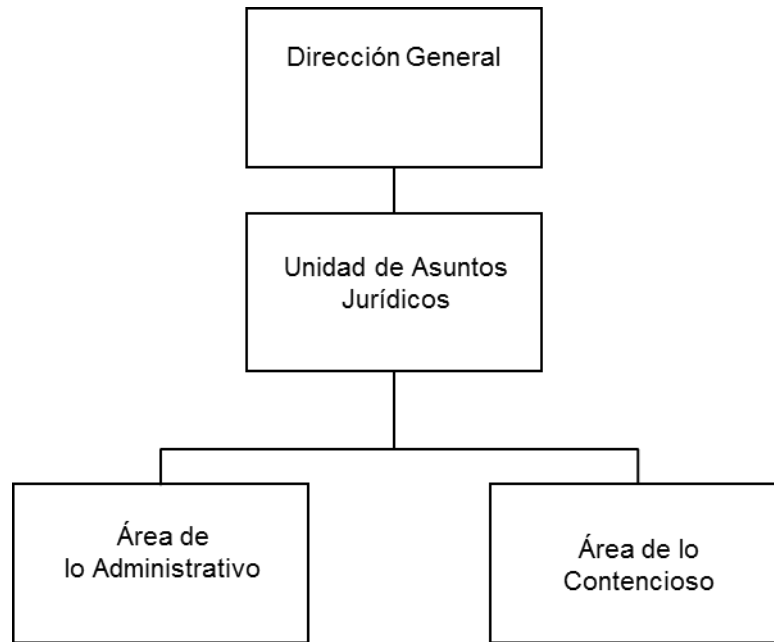 Dirección General
Unidad de Asuntos
Jurídicos
Área de
lo Administrativo
Área de lo
Contencioso